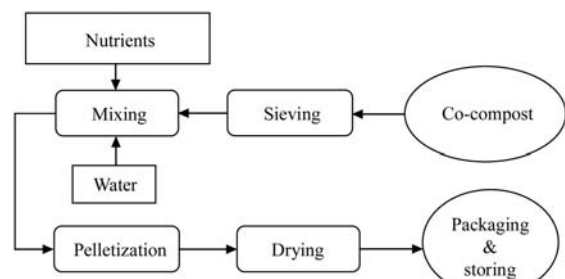 Nutrients
Mixing
Sieving
Co-compost
Water
Pelletization
Drying
Packaging
&
storing